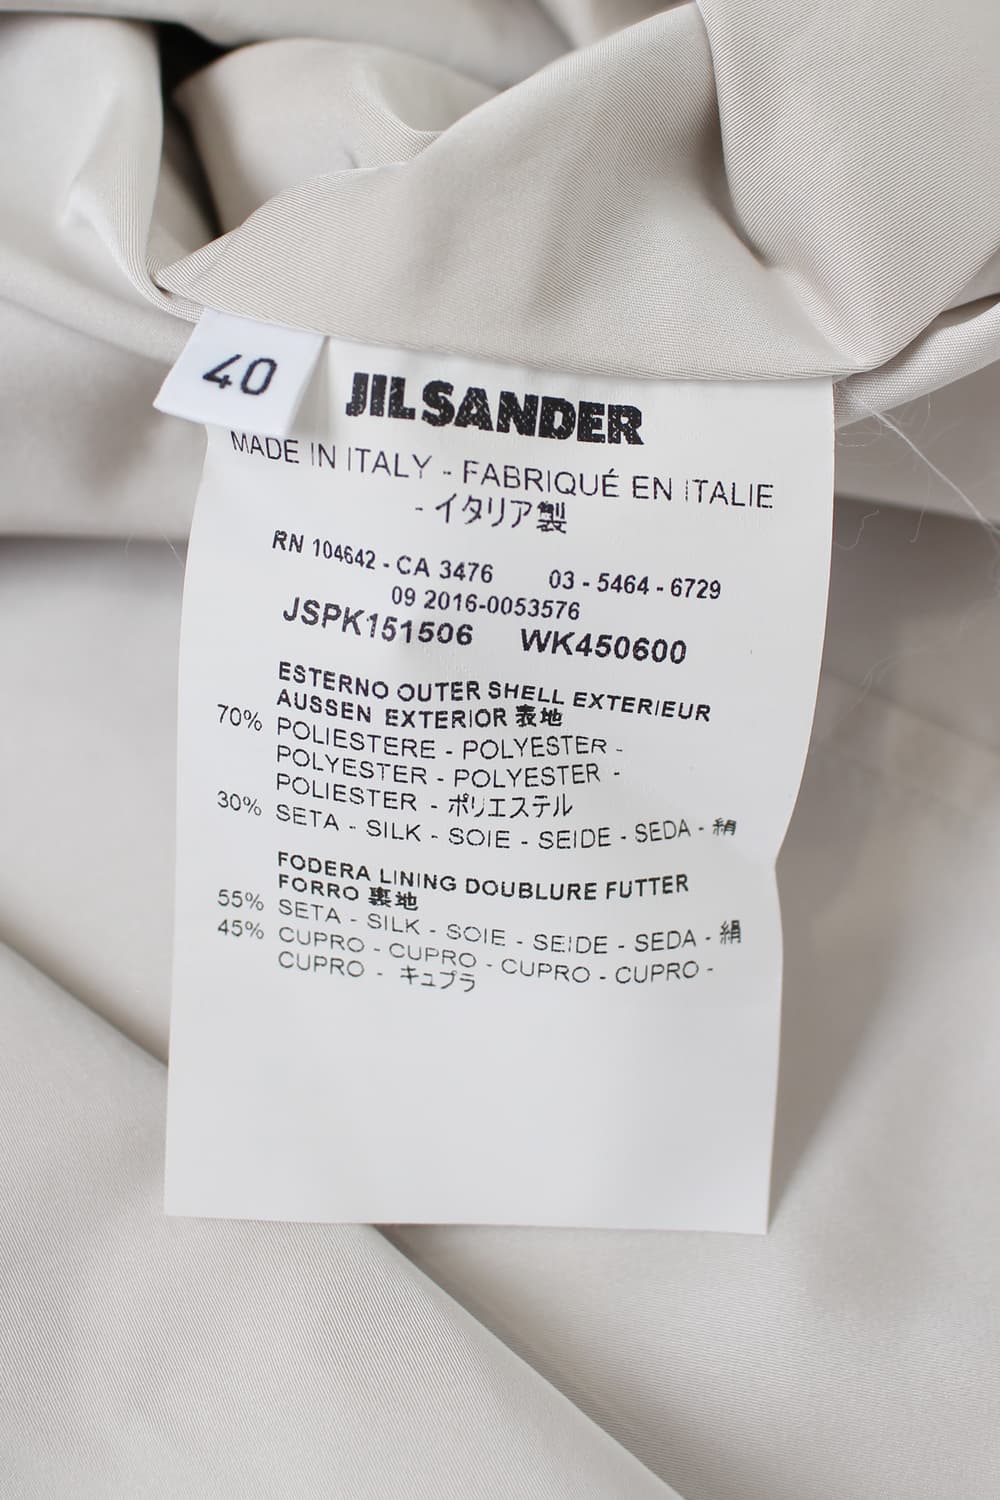 40
JIL SANDER
MADE IN ITALY - FABRIQUÉ EN ITALIE
- イタリア製
RN 104642 - CA 3476 03 - 5464 - 6729
09 2016-0053576
JSPK151506 WK450600
ESTERNO OUTER SHELL EXTERIEUR
AUSSEN EXTERIOR 表地
70% POLIESTERE - POLYESTER -
POLYESTER - POLYESTER -
POLIESTER - ポリエステル
30% SETA - SILK - SOIE - SEIDE - SEDA - 絹
FODERA LINING DOUBLURE FUTTER
FORRO 裏地
55% SETA - SILK - SOIE - SEIDE - SEDA - 絹
45% CUPRO - CUPRO - CUPRO - CUPRO -
CUPRO - キュプラ